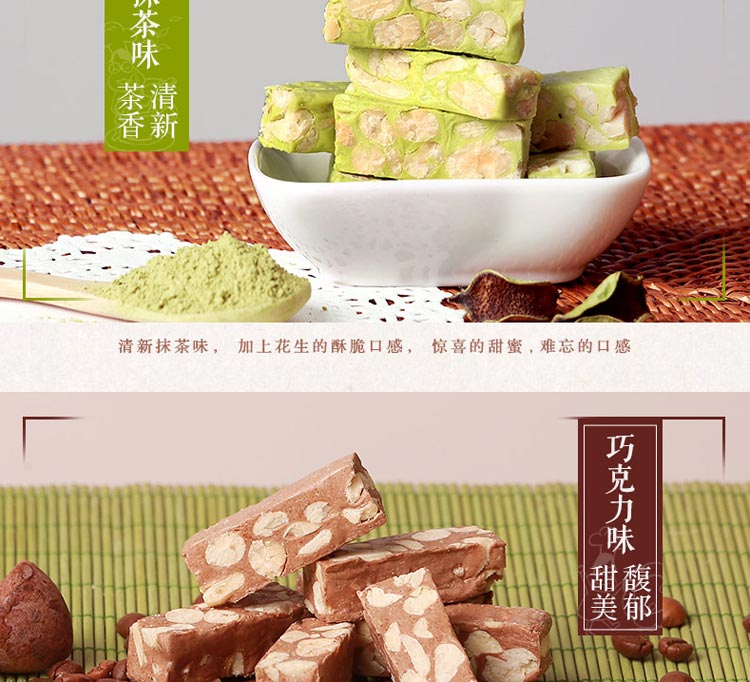 抹茶味
清新
茶香
清新抹茶味， 加上花生的酥脆口感， 惊喜的甜蜜，难忘的口感
巧克力味
馥郁
甜美